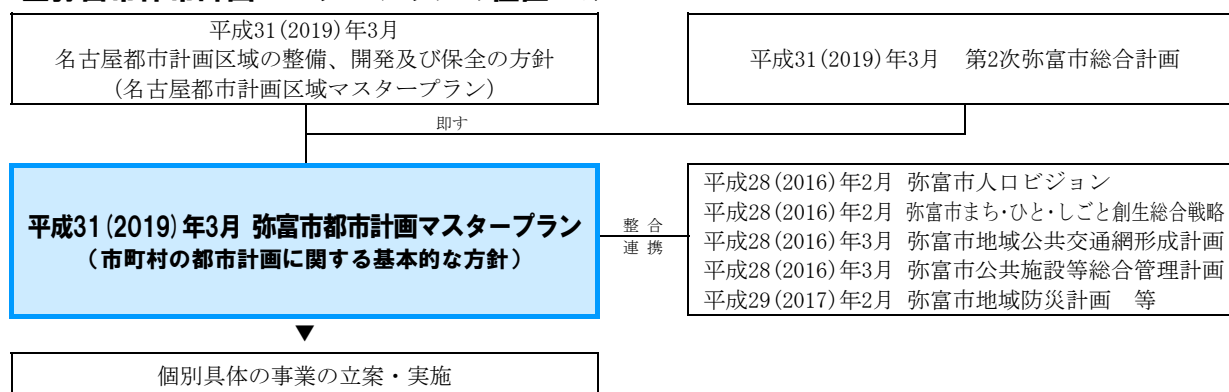 平成31(2019)年3月
名古屋都市計画区域の整備、開発及び保全の方針
(名古屋都市計画区域マスタープラン)
平成31(2019)年3月　第2次弥富市総合計画
即す
平成31(2019)年3月 弥富市都市計画マスタープラン
(市町村の都市計画に関する基本的な方針)
整 合
連 携
平成28(2016)年2月 弥富市人口ビジョン
平成28(2016)年2月 弥富市まち・ひと・しごと創生総合戦略
平成28(2016)年3月 弥富市地域公共交通網形成計画
平成28(2016)年3月 弥富市公共施設等総合管理計画
平成29(2017)年2月 弥富市地域防災計画　等
▼
個別具体の事業の立案・実施